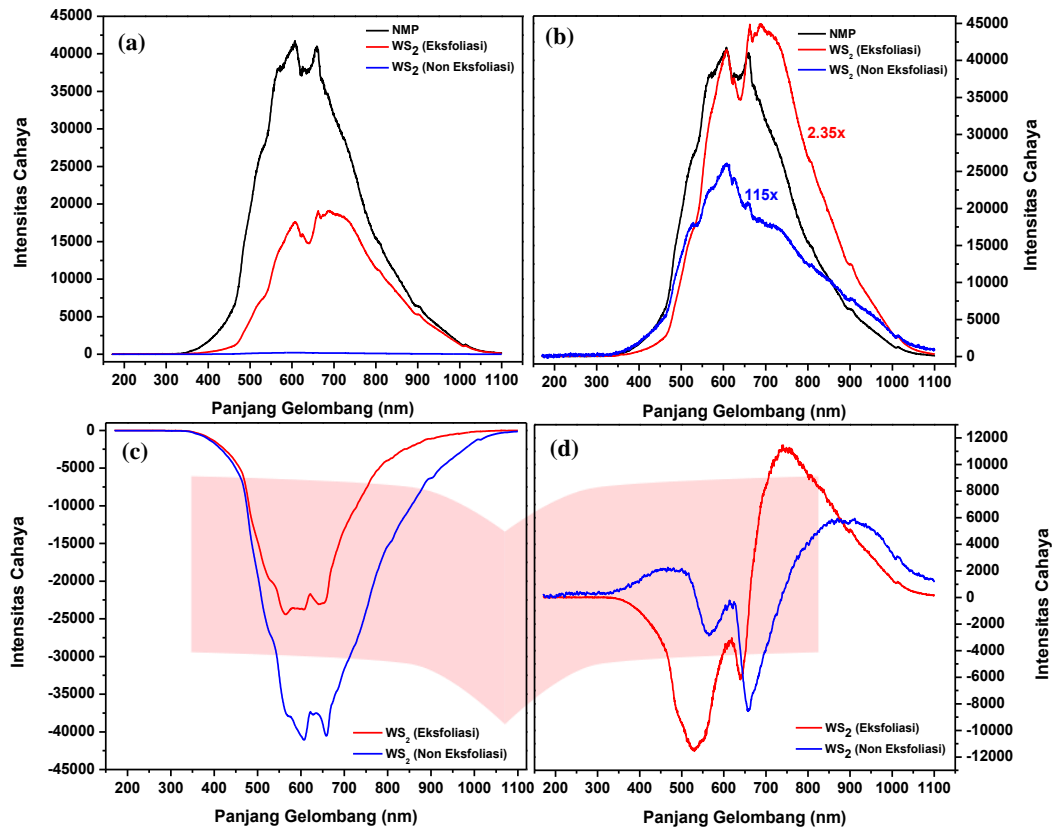 (a)
NMP
WS2 (Eksfoliasi)
WS2 (Non Eksfoliasi)
45000
40000
35000
30000
25000
20000
15000
10000
5000
0
Intensitas Cahaya
200 300 400 500 600 700 800 900 1000 1100
Panjang Gelombang (nm)
(b)
NMP
WS2 (Eksfoliasi)
WS2 (Non Eksfoliasi)
2.35x
115x
45000
40000
35000
30000
25000
20000
15000
10000
5000
0
Intensitas Cahaya
200 300 400 500 600 700 800 900 1000 1100
Panjang Gelombang (nm)
(c)
0
-5000
-10000
-15000
-20000
-25000
-30000
-35000
-40000
-45000
Intensitas Cahaya
WS2 (Eksfoliasi)
WS2 (Non Eksfoliasi)
200 300 400 500 600 700 800 900 1000 1100
Panjang Gelombang (nm)
(d)
12000
10000
8000
6000
4000
2000
0
-2000
-4000
-6000
-8000
-10000
-12000
Intensitas Cahaya
WS2 (Eksfoliasi)
WS2 (Non Eksfoliasi)
200 300 400 500 600 700 800 900 1000 1100
Panjang Gelombang (nm)